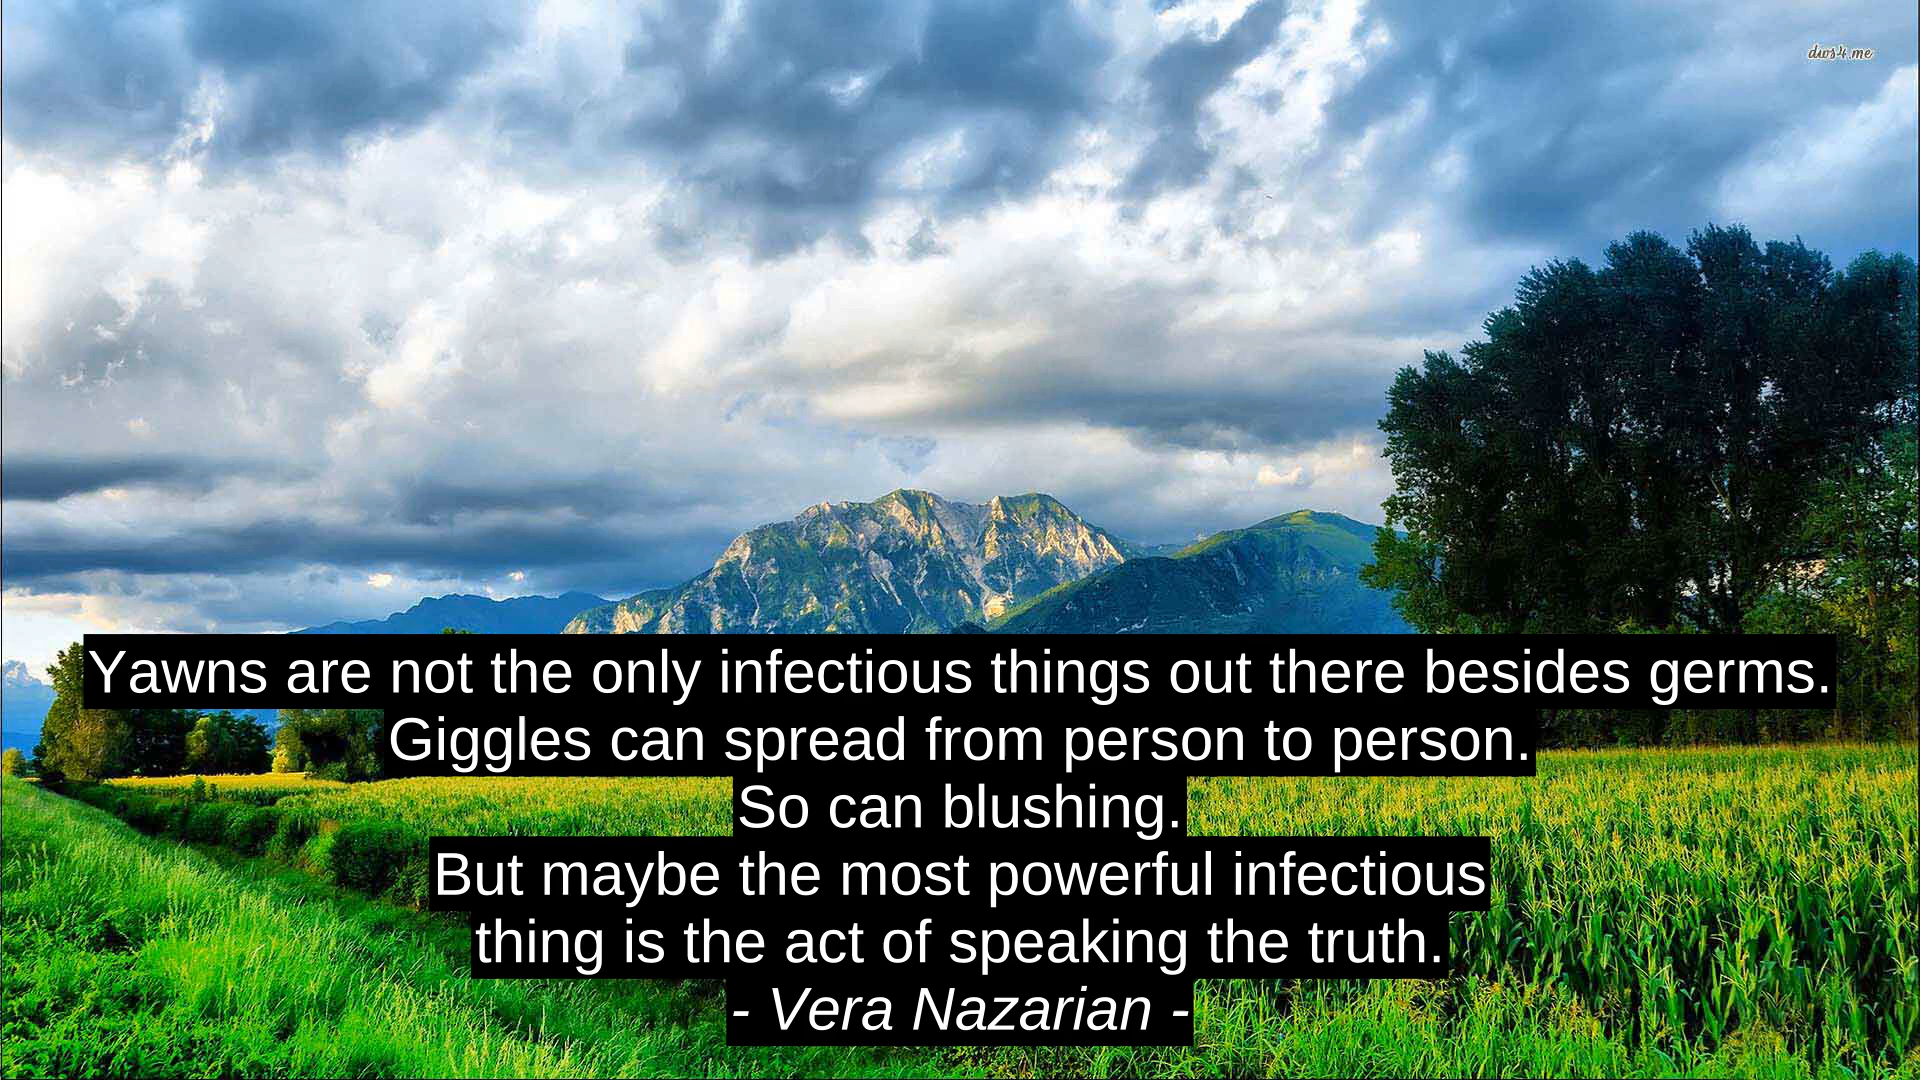 dws4.me
Yawns are not the only infectious things out there besides germs.
Giggles can spread from person to person.
So can blushing.
But maybe the most powerful infectious
thing is the act of speaking the truth.
- Vera Nazarian -